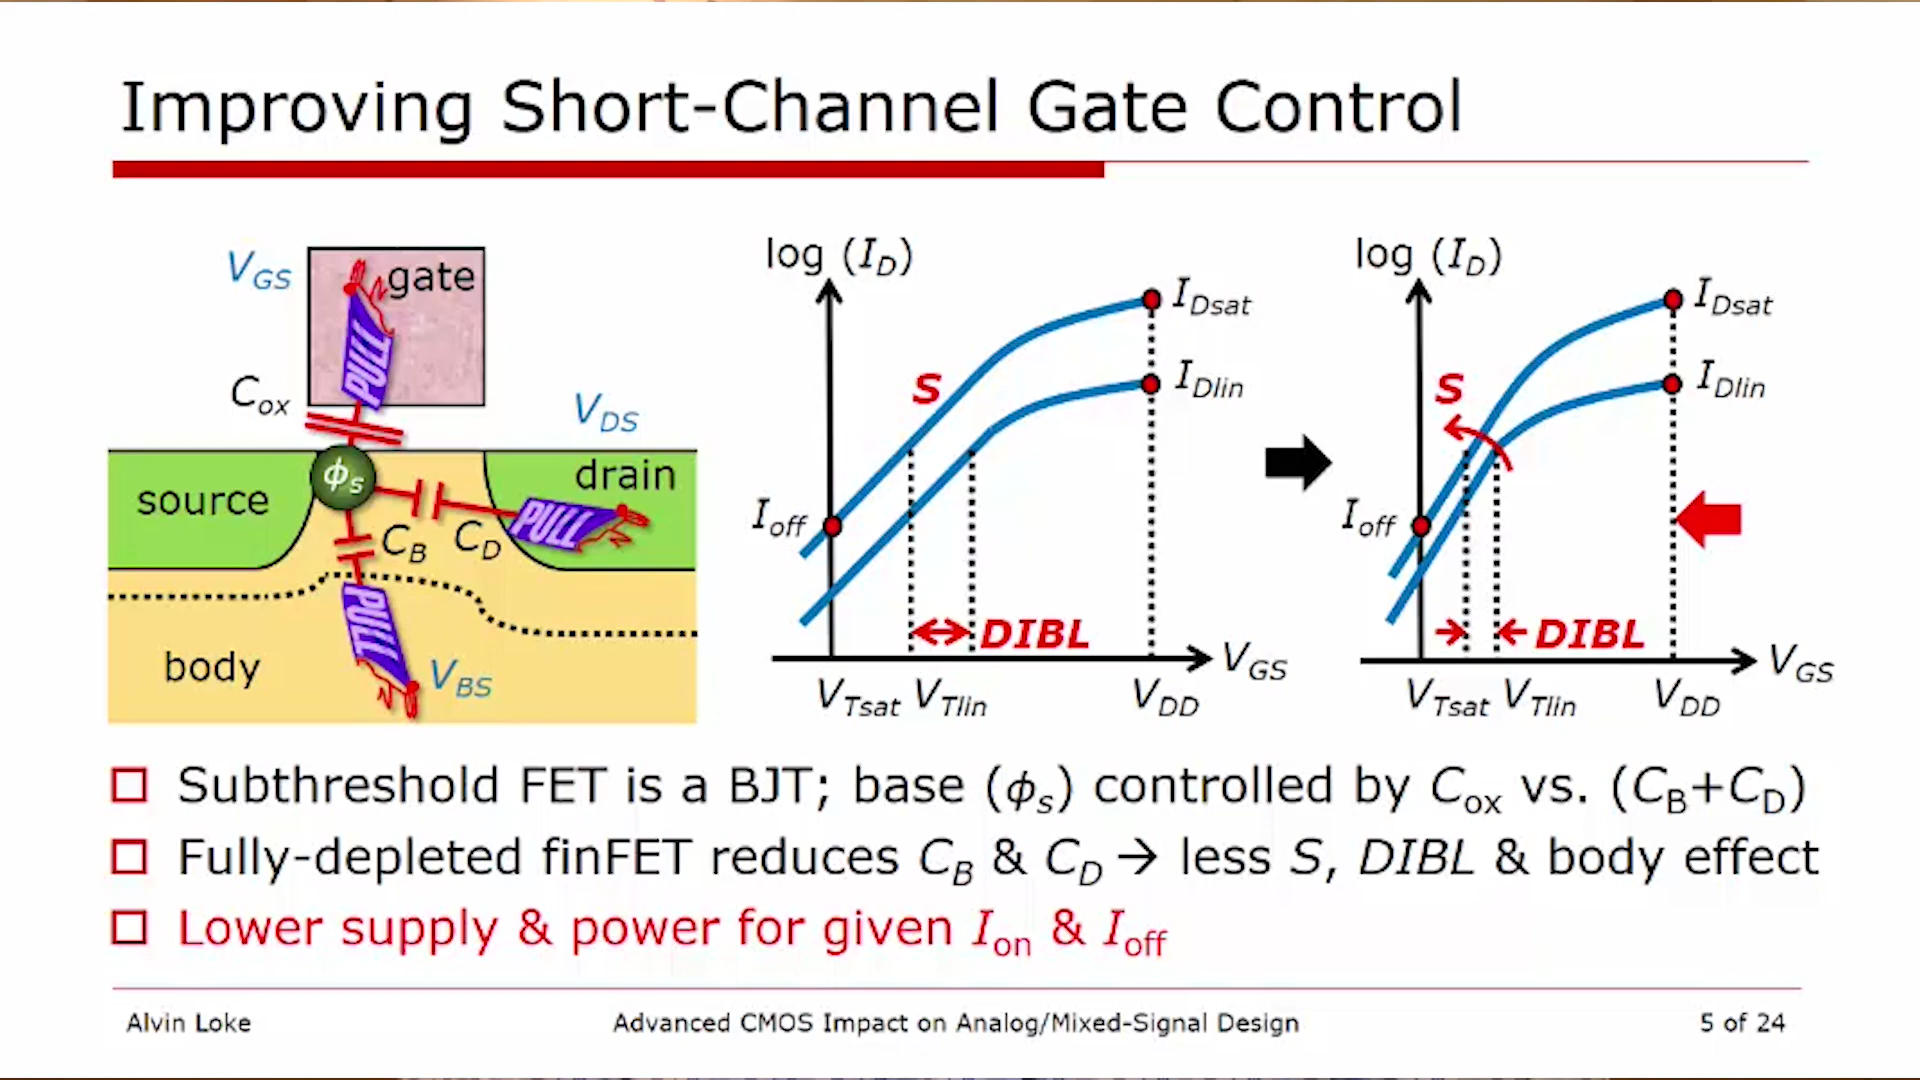 Improving Short-Channel Gate Control
V_GS
gate
PULL
C_ox
V_DS
source
ϕ_s
drain
PULL
C_B
C_D
PULL
body
V_BS
log (I_D)
I_Dsat
S
I_Dlin
I_off
DIBL
V_GS
V_Tsat V_Tlin
V_DD
log (I_D)
I_Dsat
S
I_Dlin
I_off
DIBL
V_GS
V_Tsat V_Tlin
V_DD
□ Subthreshold FET is a BJT; base (ϕ_s) controlled by C_ox vs. (C_B+C_D)
□ Fully-depleted finFET reduces C_B & C_D → less S, DIBL & body effect
□ Lower supply & power for given I_on & I_off
Alvin Loke
Advanced CMOS Impact on Analog/Mixed-Signal Design
5 of 24